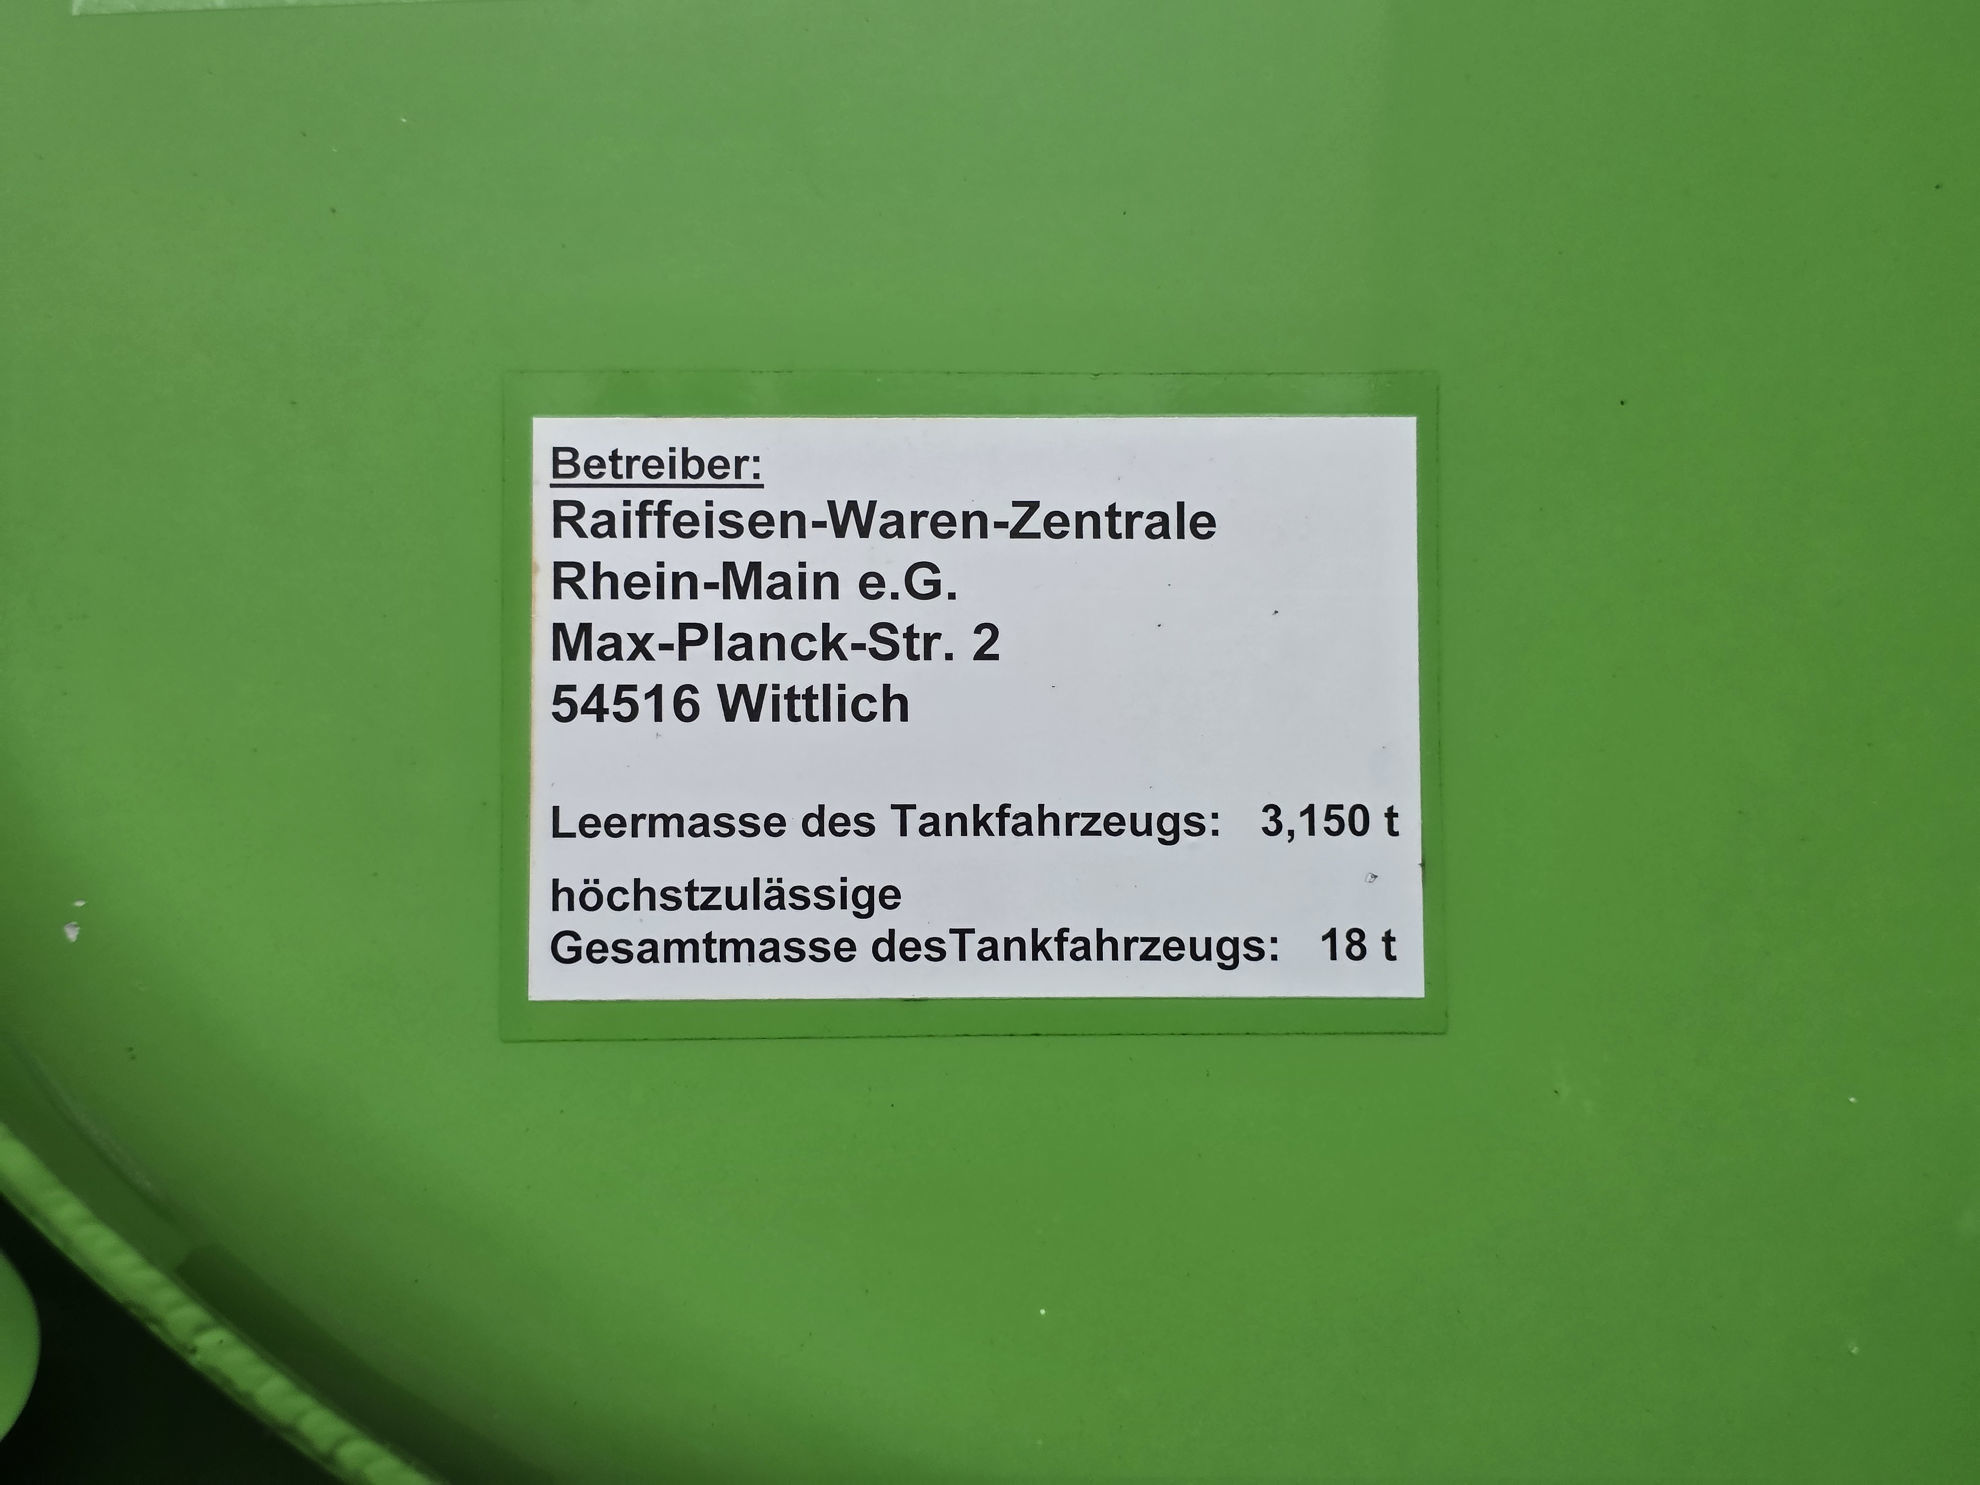 Betreiber:
Raiffeisen-Waren-Zentrale
Rhein-Main e.G.
Max-Planck-Str. 2
54516 Wittlich
Leermasse des Tankfahrzeugs: 3,150 t
höchstzulässige
Gesamtmasse desTankfahrzeugs: 18 t